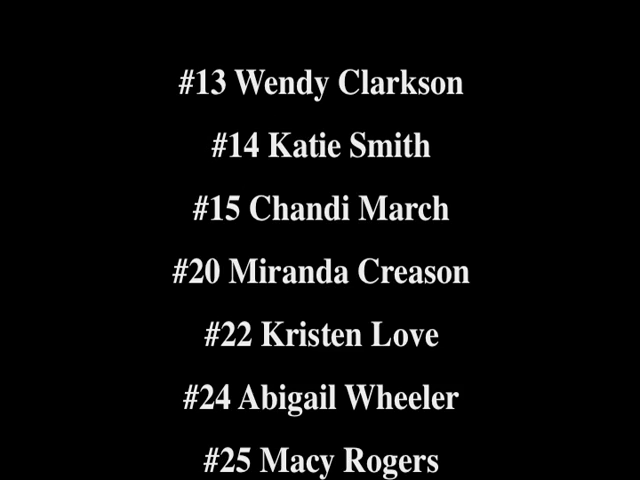 #13 Wendy Clarkson
#14 Katie Smith
#15 Chandi March
#20 Miranda Creason
#22 Kristen Love
#24 Abigail Wheeler
#25 Macy Rogers